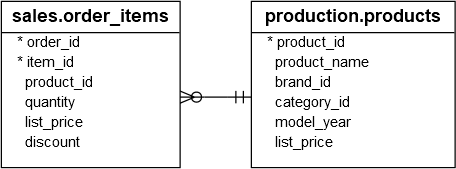 sales.order_items
* order_id
* item_id
product_id
quantity
list_price
discount
production.products
* product_id
product_name
brand_id
category_id
model_year
list_price